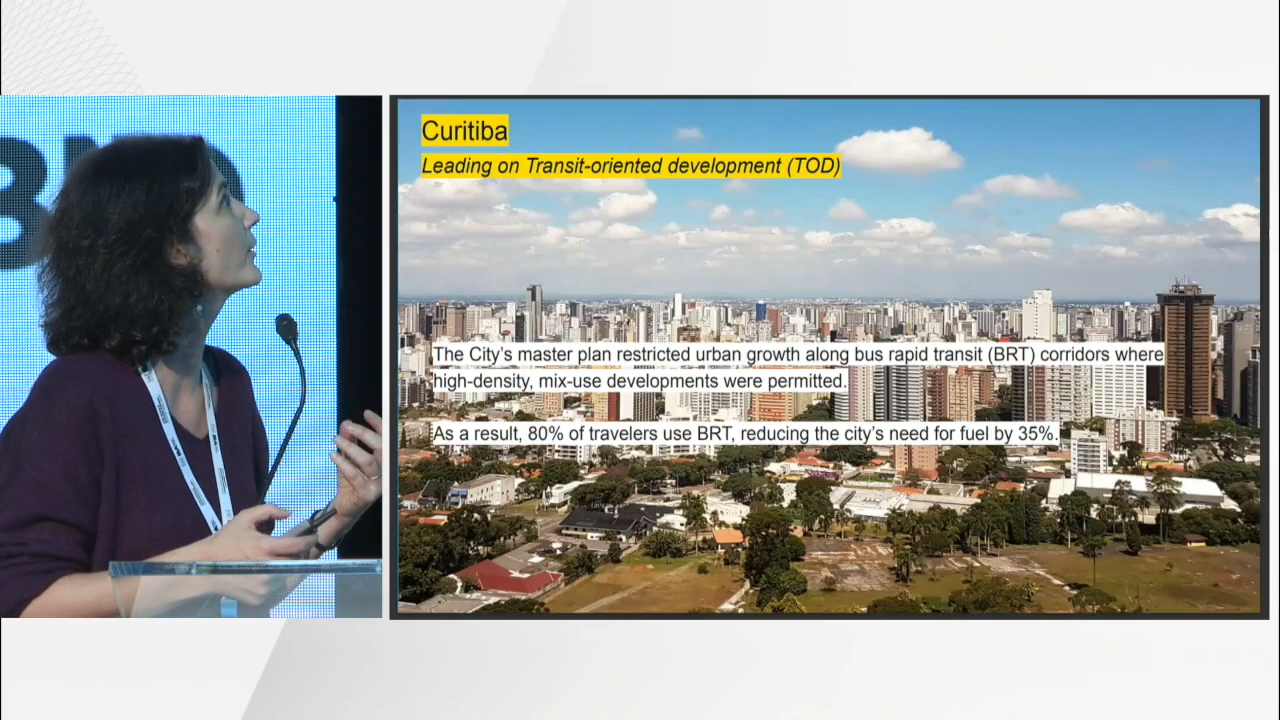 Curitiba
Leading on Transit-oriented development (TOD)
The City's master plan restricted urban growth along bus rapid transit (BRT) corridors where
high-density, mix-use developments were permitted.
As a result, 80% of travelers use BRT, reducing the city's need for fuel by 35%.